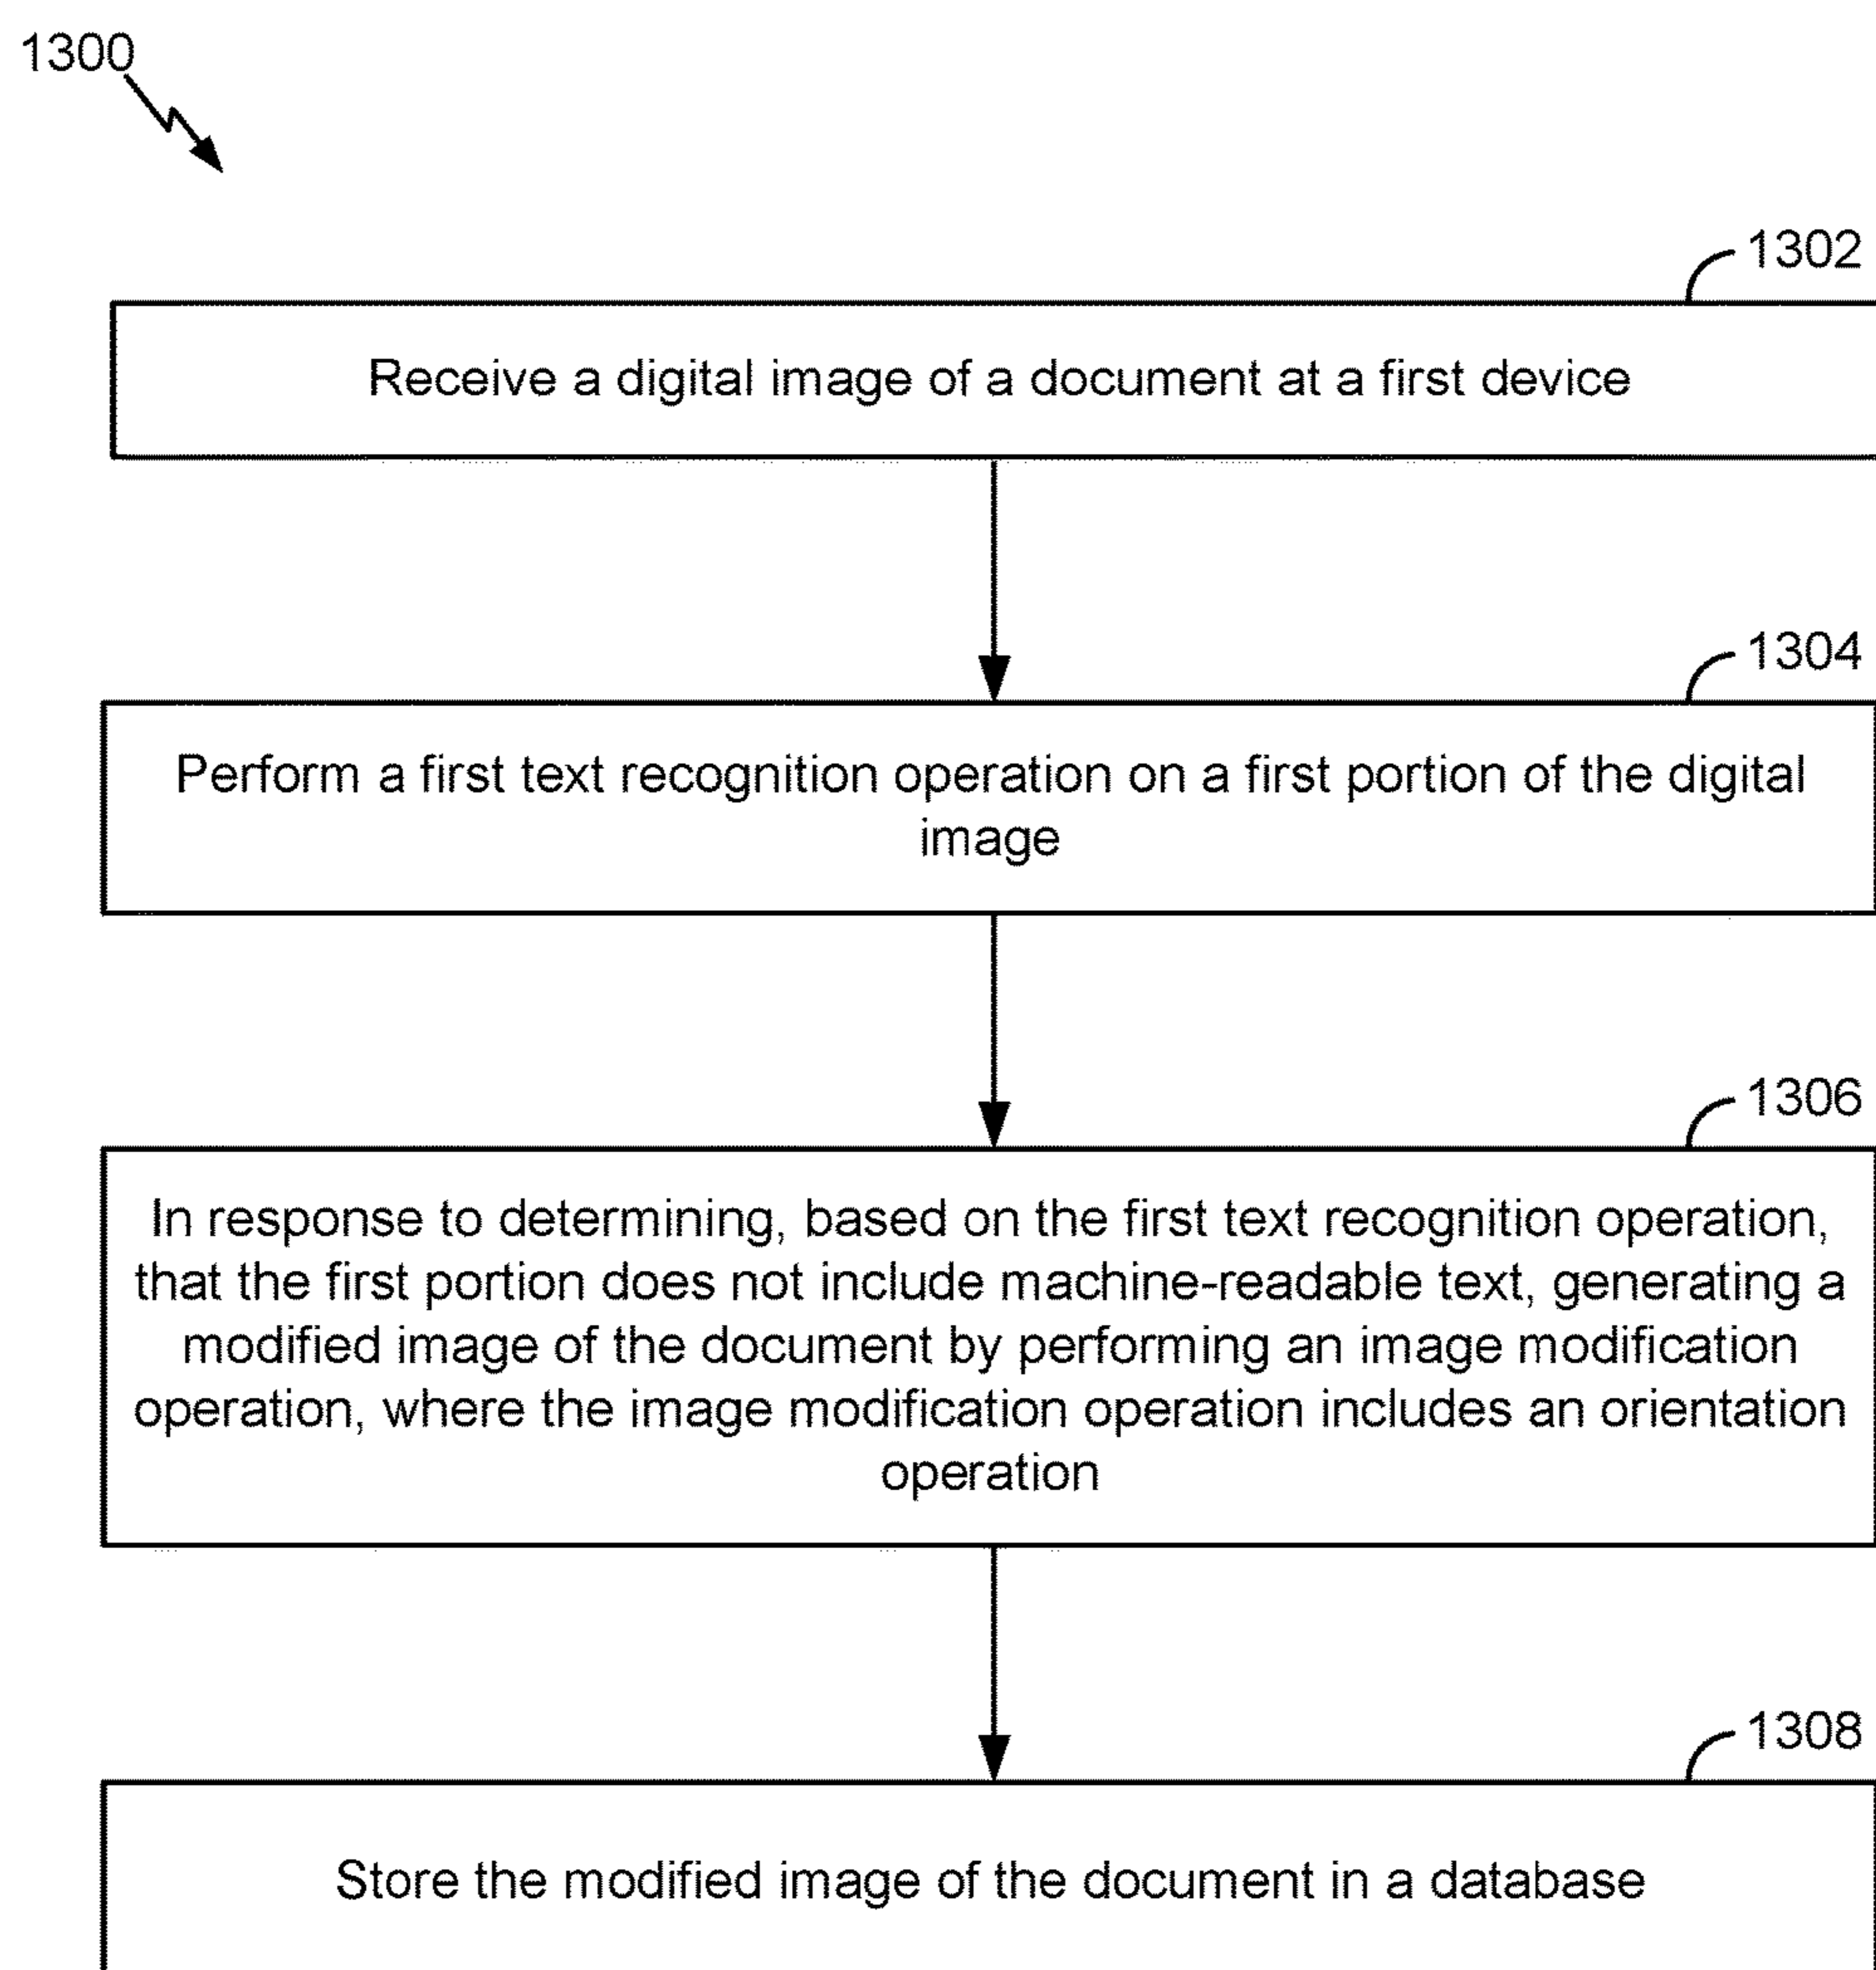 1300
1302
Receive a digital image of a document at a first device
1304
Perform a first text recognition operation on a first portion of the digital
image
1306
In response to determining, based on the first text recognition operation,
that the first portion does not include machine-readable text, generating a
modified image of the document by performing an image modification
operation, where the image modification operation includes an orientation
operation
1308
Store the modified image of the document in a database